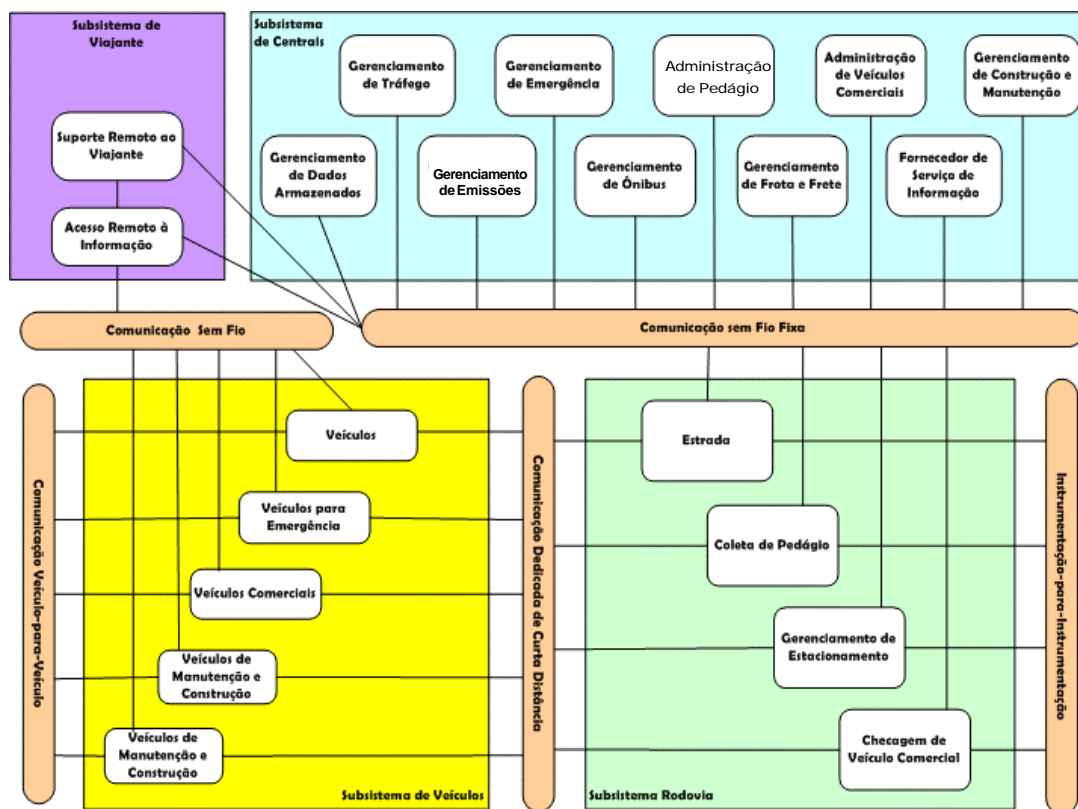 Subsistema de
Viajante
Suporte Remoto ao
Viajante
Acesso Remoto à
Informação
Subsistema
de Centrais
Gerenciamento
de Tráfego
Gerenciamento
de Emergência
Administração
de Pedágio
Administração
de Veículos
Comerciais
Gerenciamento
de Construção e
Manutenção
Gerenciamento
de Dados
Armazenados
Gerenciamento
de Emissões
Gerenciamento
de Ônibus
Gerenciamento
de Frota e Frete
Fornecedor de
Serviço de
Informação
Comunicação Sem Fio
Comunicação sem Fio Fixa
Comunicação Veículo-para-Veículo
Veículos
Veículos para
Emergência
Veículos Comerciais
Veículos de
Manutenção e
Construção
Veículos de
Manutenção e
Construção
Subsistema de Veículos
Comunicação Dedicada de Curta Distância
Estrada
Coleta de Pedágio
Gerenciamento de
Estacionamento
Checagem de
Veículo Comercial
Subsistema Rodovia
Instrumentação-para-Instrumentação